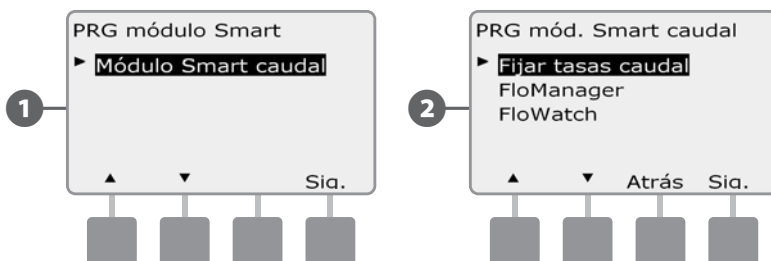 PRG módulo Smart
► Módulo Smart caudal
1
▲ ▼ Sig.
PRG mód. Smart caudal
► Fijar tasas caudal
FloManager
FloWatch
2
▲ ▼ Atrás Sig.